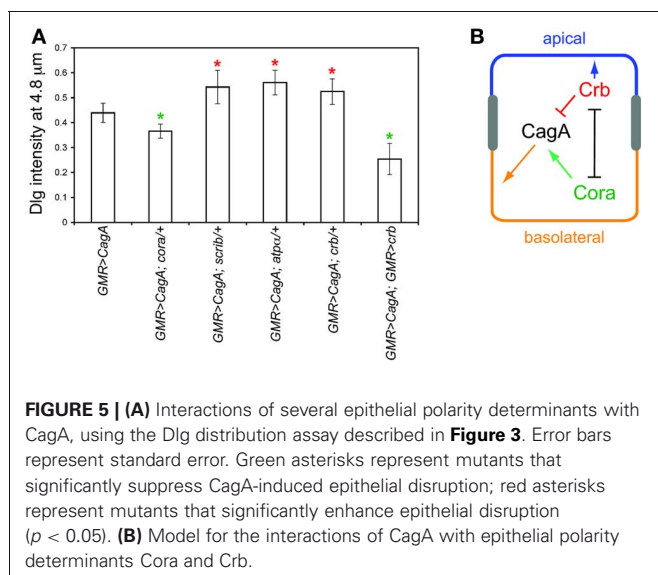 A
B
0.7
0.6
0.5
0.4
0.3
0.2
0.1
0
Dlg intensity at 4.8 µm
*
*
*
*
*
GMR>CagA
GMR>CagA; cora/+
GMR>CagA; scrib/+
GMR>CagA; atpα/+
GMR>CagA; crb/+
GMR>CagA; GMR>crb
apical
Crb
CagA
Cora
basolateral
FIGURE 5 | (A) Interactions of several epithelial polarity determinants with
CagA, using the Dlg distribution assay described in Figure 3. Error bars
represent standard error. Green asterisks represent mutants that
significantly suppress CagA-induced epithelial disruption; red asterisks
represent mutants that significantly enhance epithelial disruption
(p < 0.05). (B) Model for the interactions of CagA with epithelial polarity
determinants Cora and Crb.